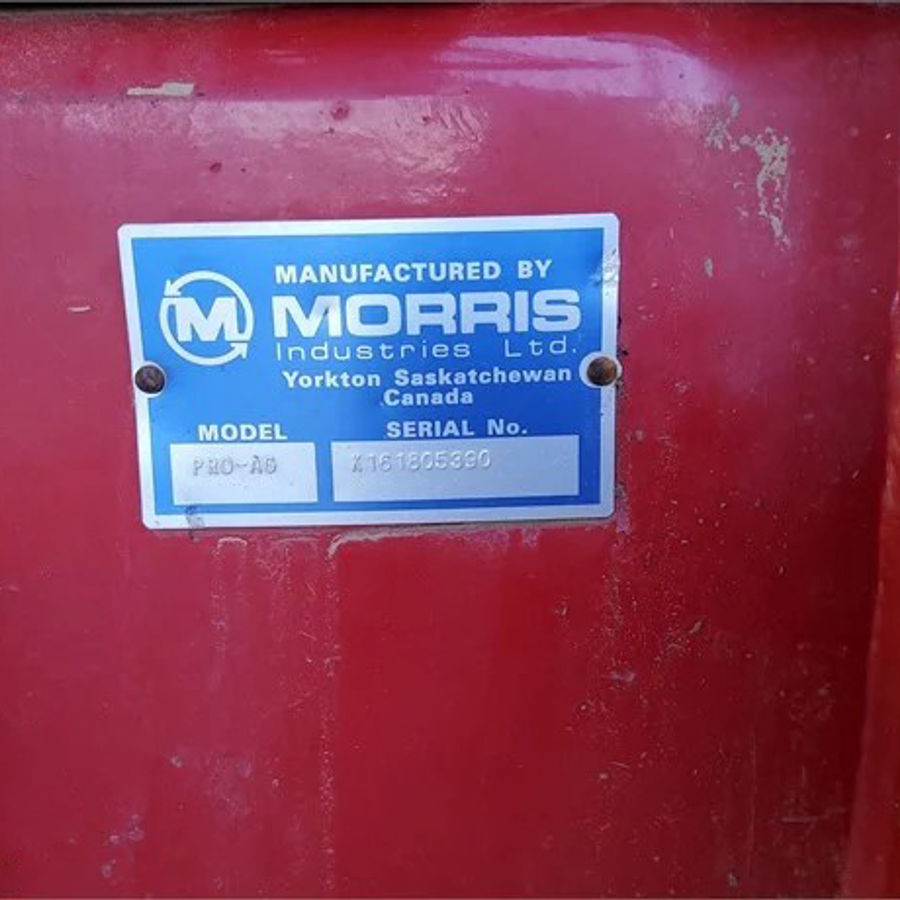 MANUFACTURED BY
M MORRIS
Industries Ltd.
Yorkton Saskatchewan
Canada
MODEL SERIAL No.
PRO-AG X161805390